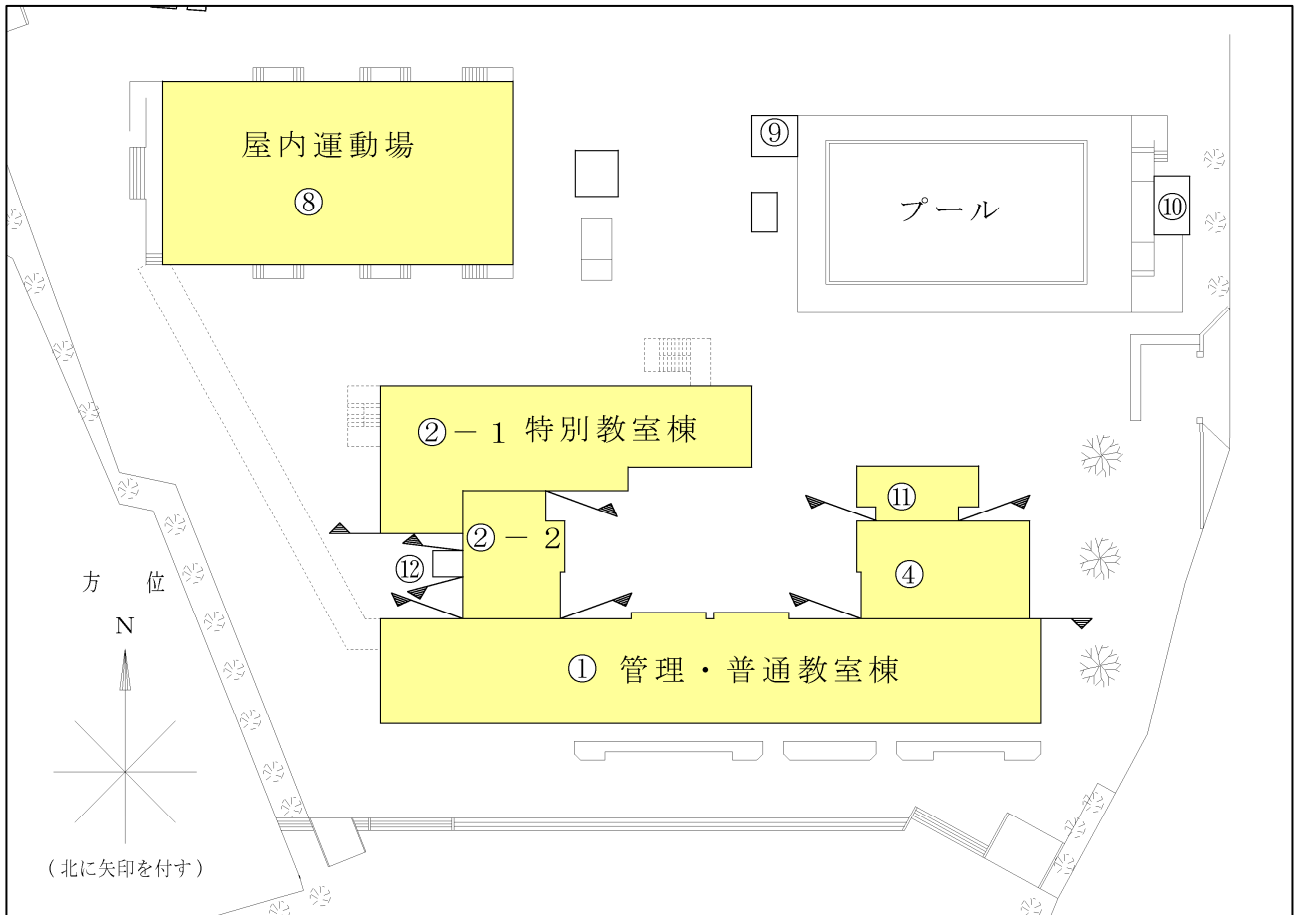 屋内運動場
⑧
⑨
プール
⑩
②－１ 特別教室棟
⑪
②－２
⑫
④
方 位
N
① 管理・普通教室棟
(北に矢印を付す)